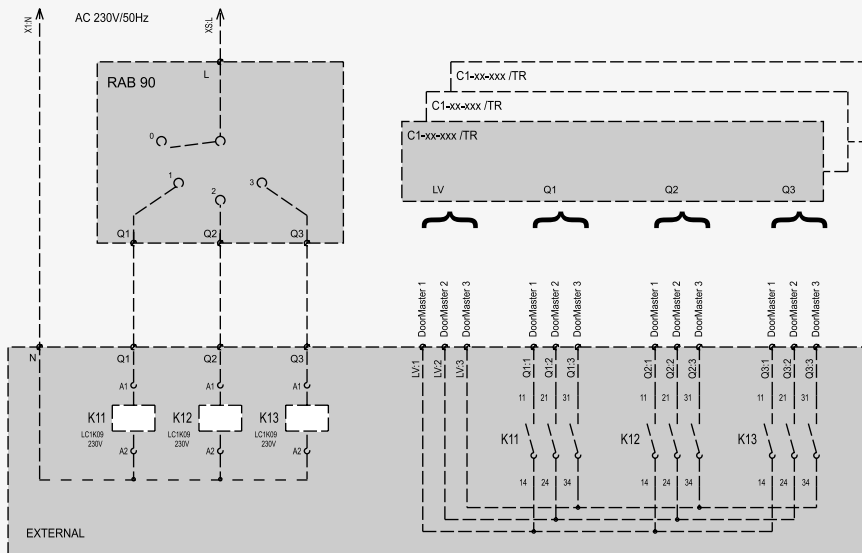 AC 230V/50Hz
X1:N
XS:L
L
RAB 90
0
1
2
3
Q1 Q2 Q3
C1-xx-xxx /TR
C1-xx-xxx /TR
C1-xx-xxx /TR
LV Q1 Q2 Q3
DoorMaster 1
DoorMaster 2
DoorMaster 3
DoorMaster 1
DoorMaster 2
DoorMaster 3
DoorMaster 1
DoorMaster 2
DoorMaster 3
DoorMaster 1
DoorMaster 2
DoorMaster 3
N Q1 Q2 Q3
LV:1
LV:2
LV:3
Q1:1
Q1:2
Q1:3
Q2:1
Q2:2
Q2:3
Q3:1
Q3:2
Q3:3
A1 A1 A1
11 21 31 11 21 31 11 21 31
K11 K12 K13
LC1K09 LC1K09 LC1K09
230V 230V 230V
K11 K12 K13
A2 A2 A2
14 24 34 14 24 34 14 24 34
EXTERNAL